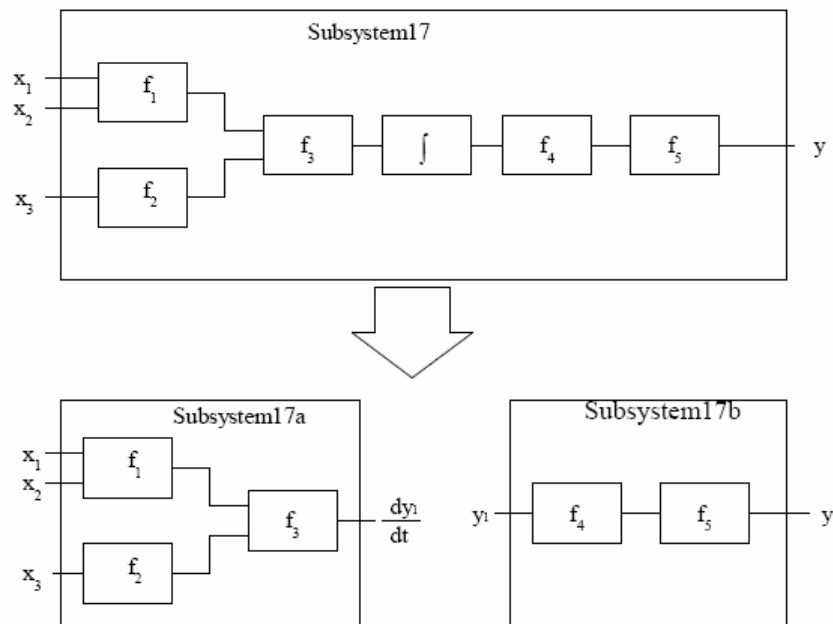 Subsystem17
x₁
x₂
x₃
f₁
f₂
f₃
∫
f₄
f₅
y
Subsystem17a
x₁
x₂
x₃
f₁
f₂
f₃
dy₁
dt
Subsystem17b
y₁
f₄
f₅
y